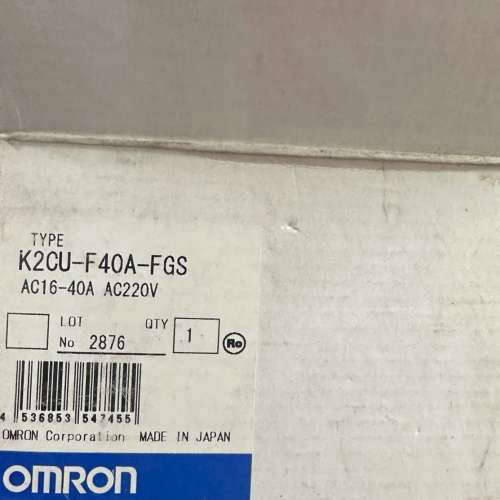 TYPE
K2CU-F40A-FGS
AC16-40A AC220V
LOT No 2876 QTY 1
Ro
4 536853 547455
OMRON Corporation MADE IN JAPAN
OMRON